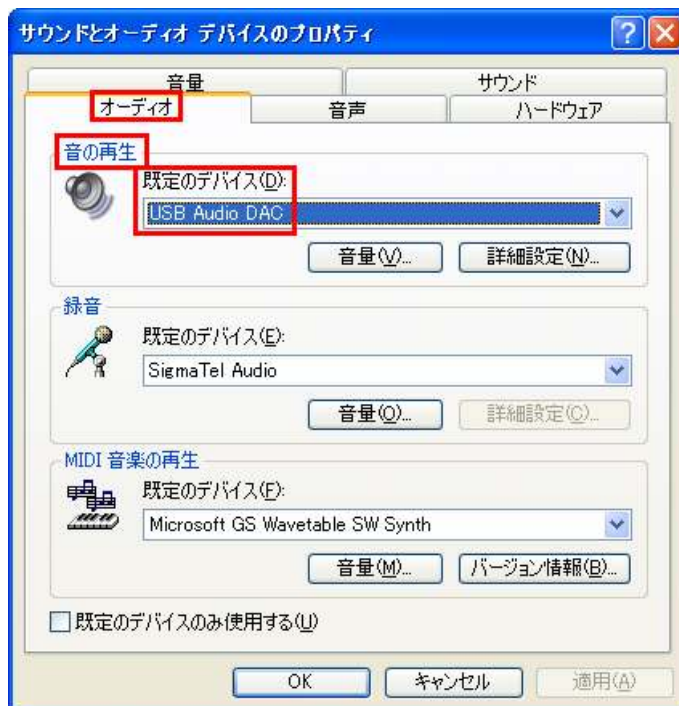 サウンドとオーディオ デバイスのプロパティ
音量 サウンド
オーディオ 音声 ハードウェア
音の再生
既定のデバイス(D):
USB Audio DAC
音量(V)... 詳細設定(N)...
録音
既定のデバイス(E):
SigmaTel Audio
音量(O)... 詳細設定(C)...
MIDI 音楽の再生
既定のデバイス(F):
Microsoft GS Wavetable SW Synth
音量(M)... バージョン情報(B)...
既定のデバイスのみ使用する(U)
OK キャンセル 適用(A)